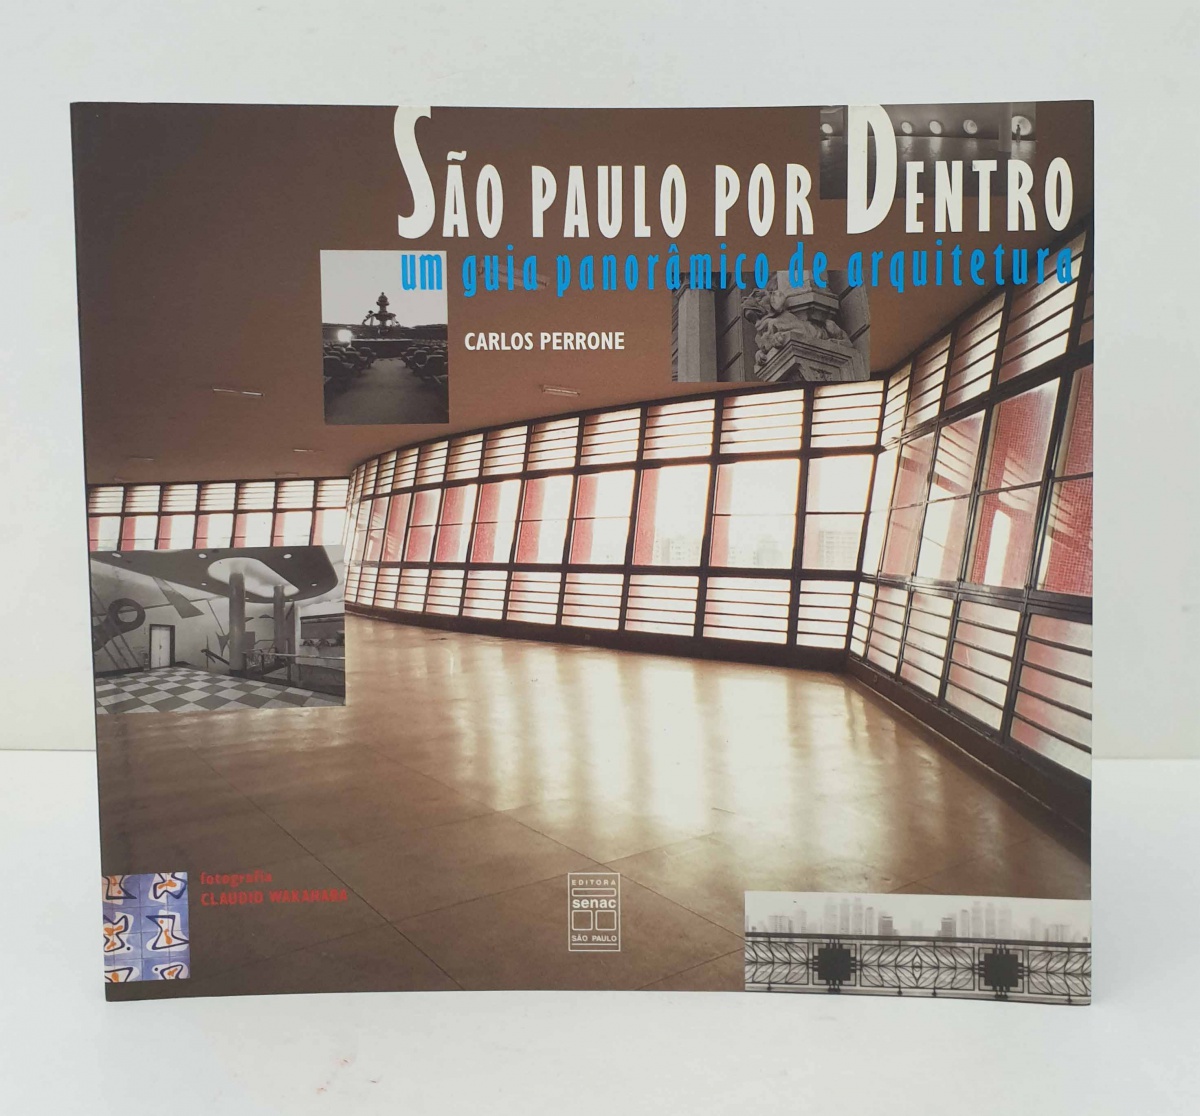 SÃO PAULO POR DENTRO
um guia panorâmico de arquitetura
CARLOS PERRONE
fotografia
CLAUDIO WAKAHARA
EDITORA
senac
SÃO PAULO